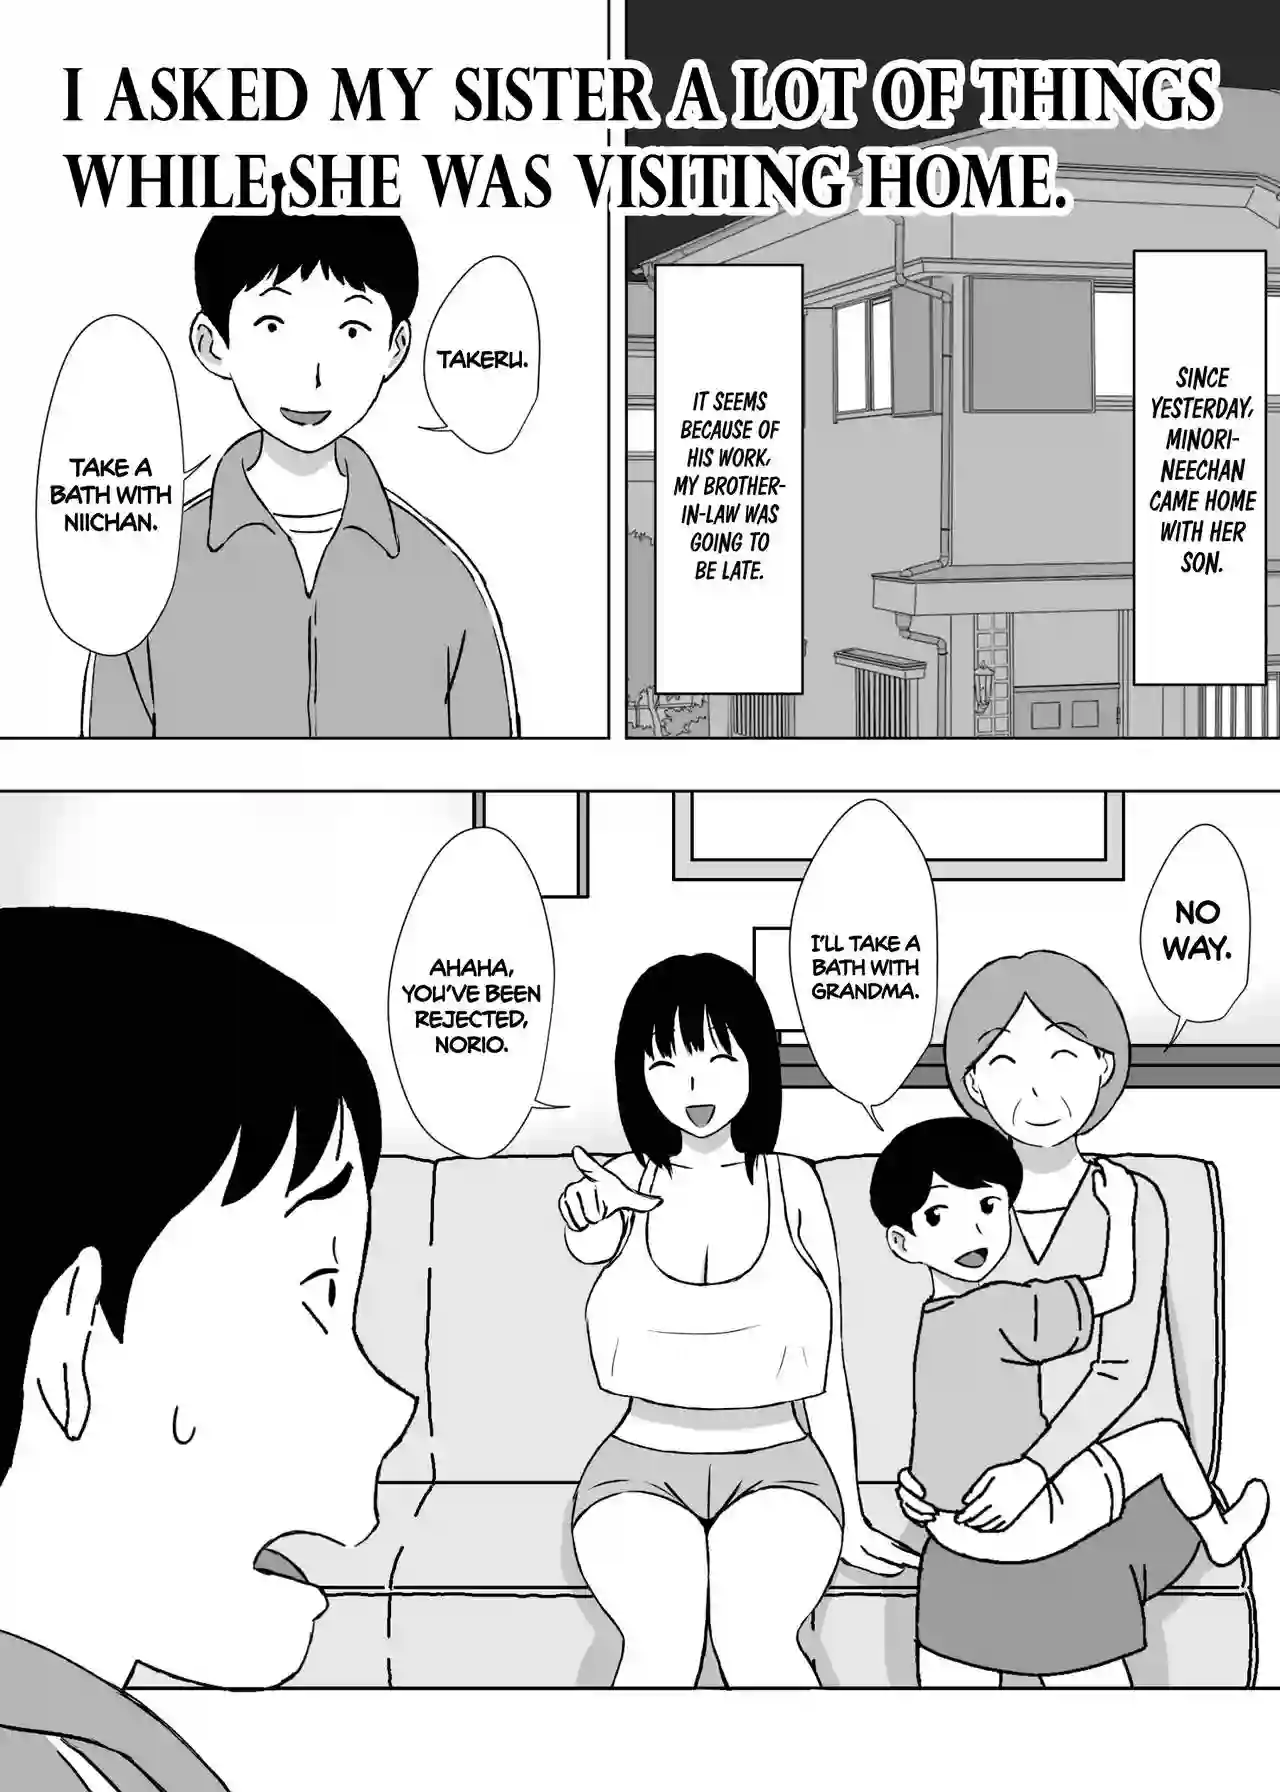 I ASKED MY SISTER A LOT OF THINGS
WHILE SHE WAS VISITING HOME.
SINCE
YESTERDAY,
MINORI-
NEECHAN
CAME HOME
WITH HER
SON.
IT SEEMS
BECAUSE OF
HIS WORK,
MY BROTHER-
IN-LAW WAS
GOING TO
BE LATE.
TAKERU.
TAKE A
BATH WITH
NIICHAN.
NO
WAY.
I'LL TAKE A
BATH WITH
GRANDMA.
AHAHA,
YOU'VE BEEN
REJECTED,
NORIO.